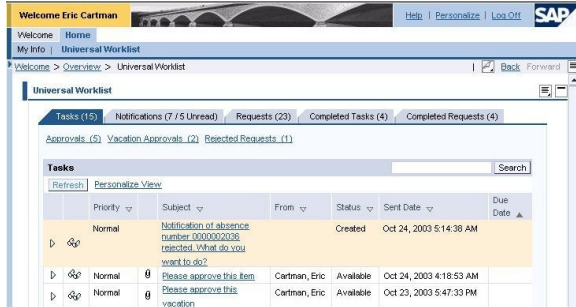 Welcome Eric Cartman
Help | Personalize | Log Off
SAP
Welcome Home
My Info | Universal Worklist
Welcome > Overview > Universal Worklist
| Back Forward
Universal Worklist
Tasks (15) Notifications (7 / 5 Unread) Requests (23) Completed Tasks (4) Completed Requests (4)
Approvals (5) Vacation Approvals (2) Rejected Requests (1)
Tasks
Search
Refresh Personalize View
Priority Subject From Status Sent Date Due Date
Normal Notification of absence Created Oct 24, 2003 5:14:38 AM
number 0000002036
rejected. What do you
want to do?
Normal Please approve this item Cartman, Eric Available Oct 24, 2003 4:18:53 AM
Normal Please approve this Cartman, Eric Available Oct 23, 2003 5:47:33 PM
vacation